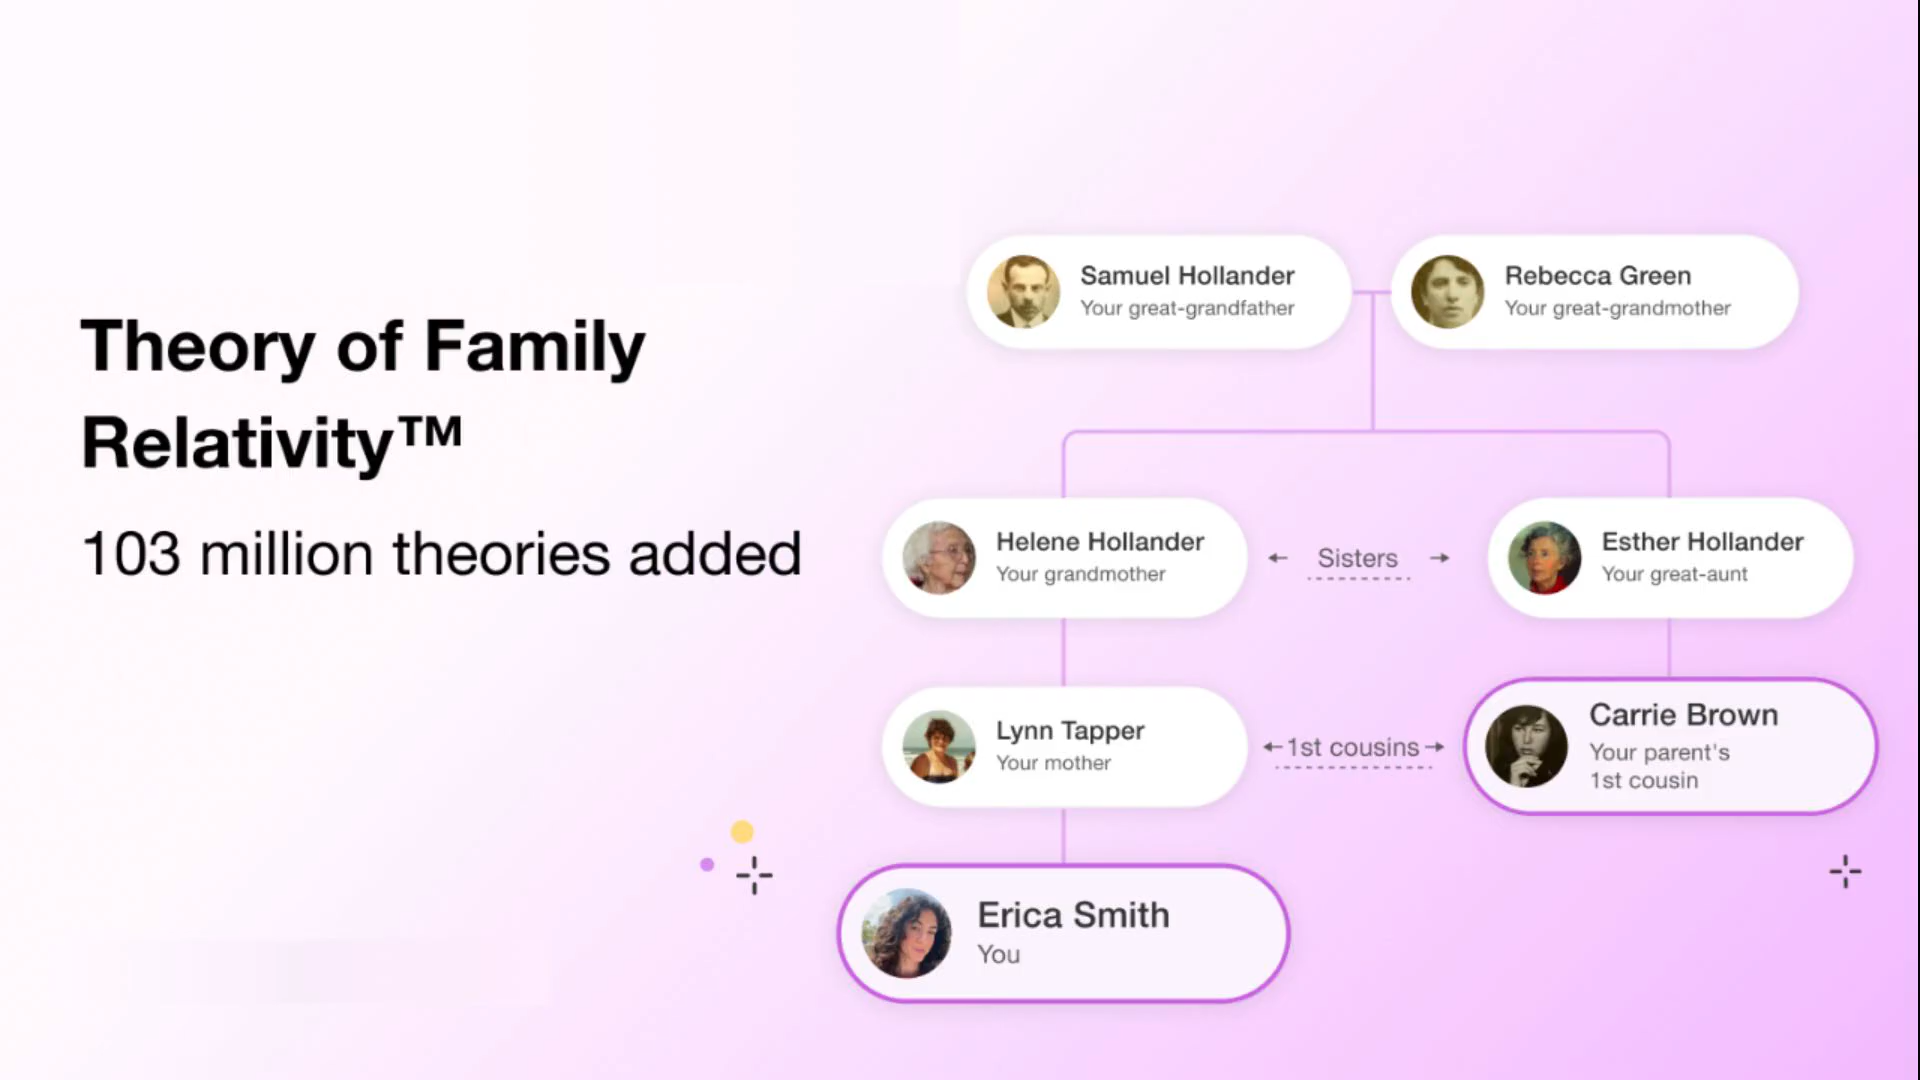 Theory of Family
Relativity™
103 million theories added
Samuel Hollander
Your great-grandfather
Rebecca Green
Your great-grandmother
Helene Hollander
Your grandmother
Sisters
Esther Hollander
Your great-aunt
Lynn Tapper
Your mother
1st cousins
Carrie Brown
Your parent's
1st cousin
Erica Smith
You